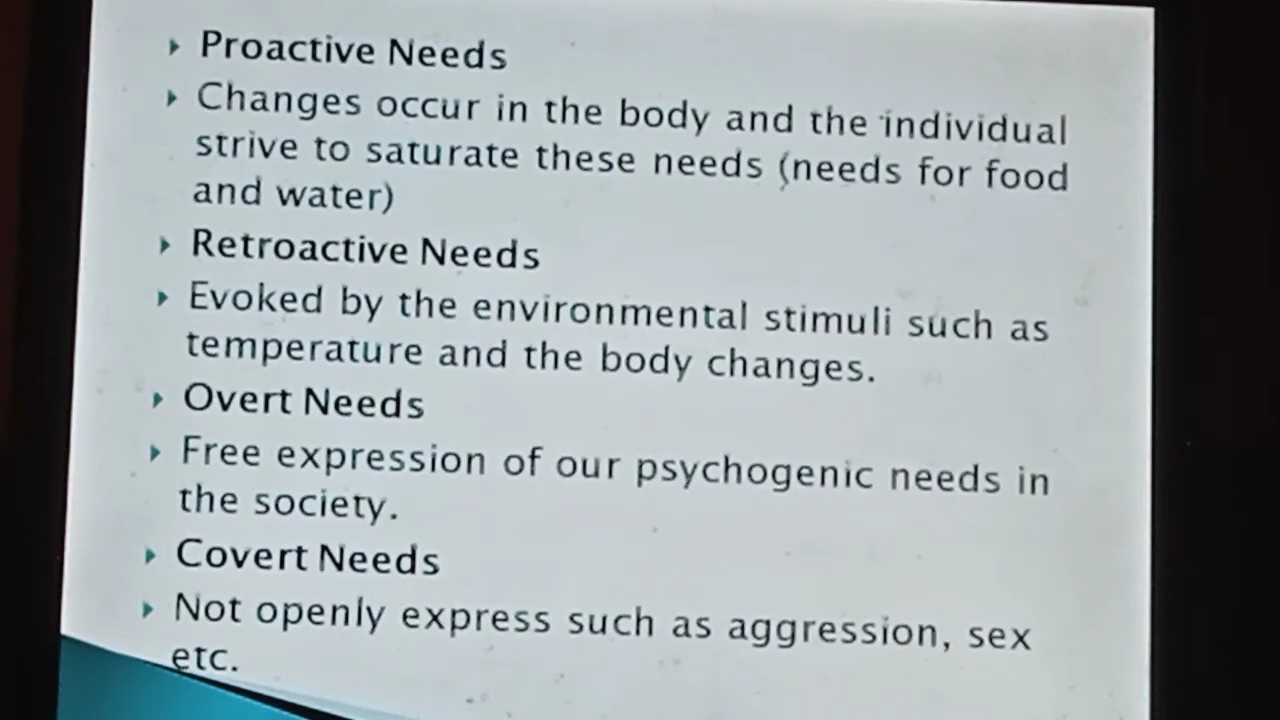 Proactive Needs
Changes occur in the body and the individual
strive to saturate these needs (needs for food
and water)
Retroactive Needs
Evoked by the environmental stimuli such as
temperature and the body changes.
Overt Needs
Free expression of our psychogenic needs in
the society.
Covert Needs
Not openly express such as aggression, sex
etc.